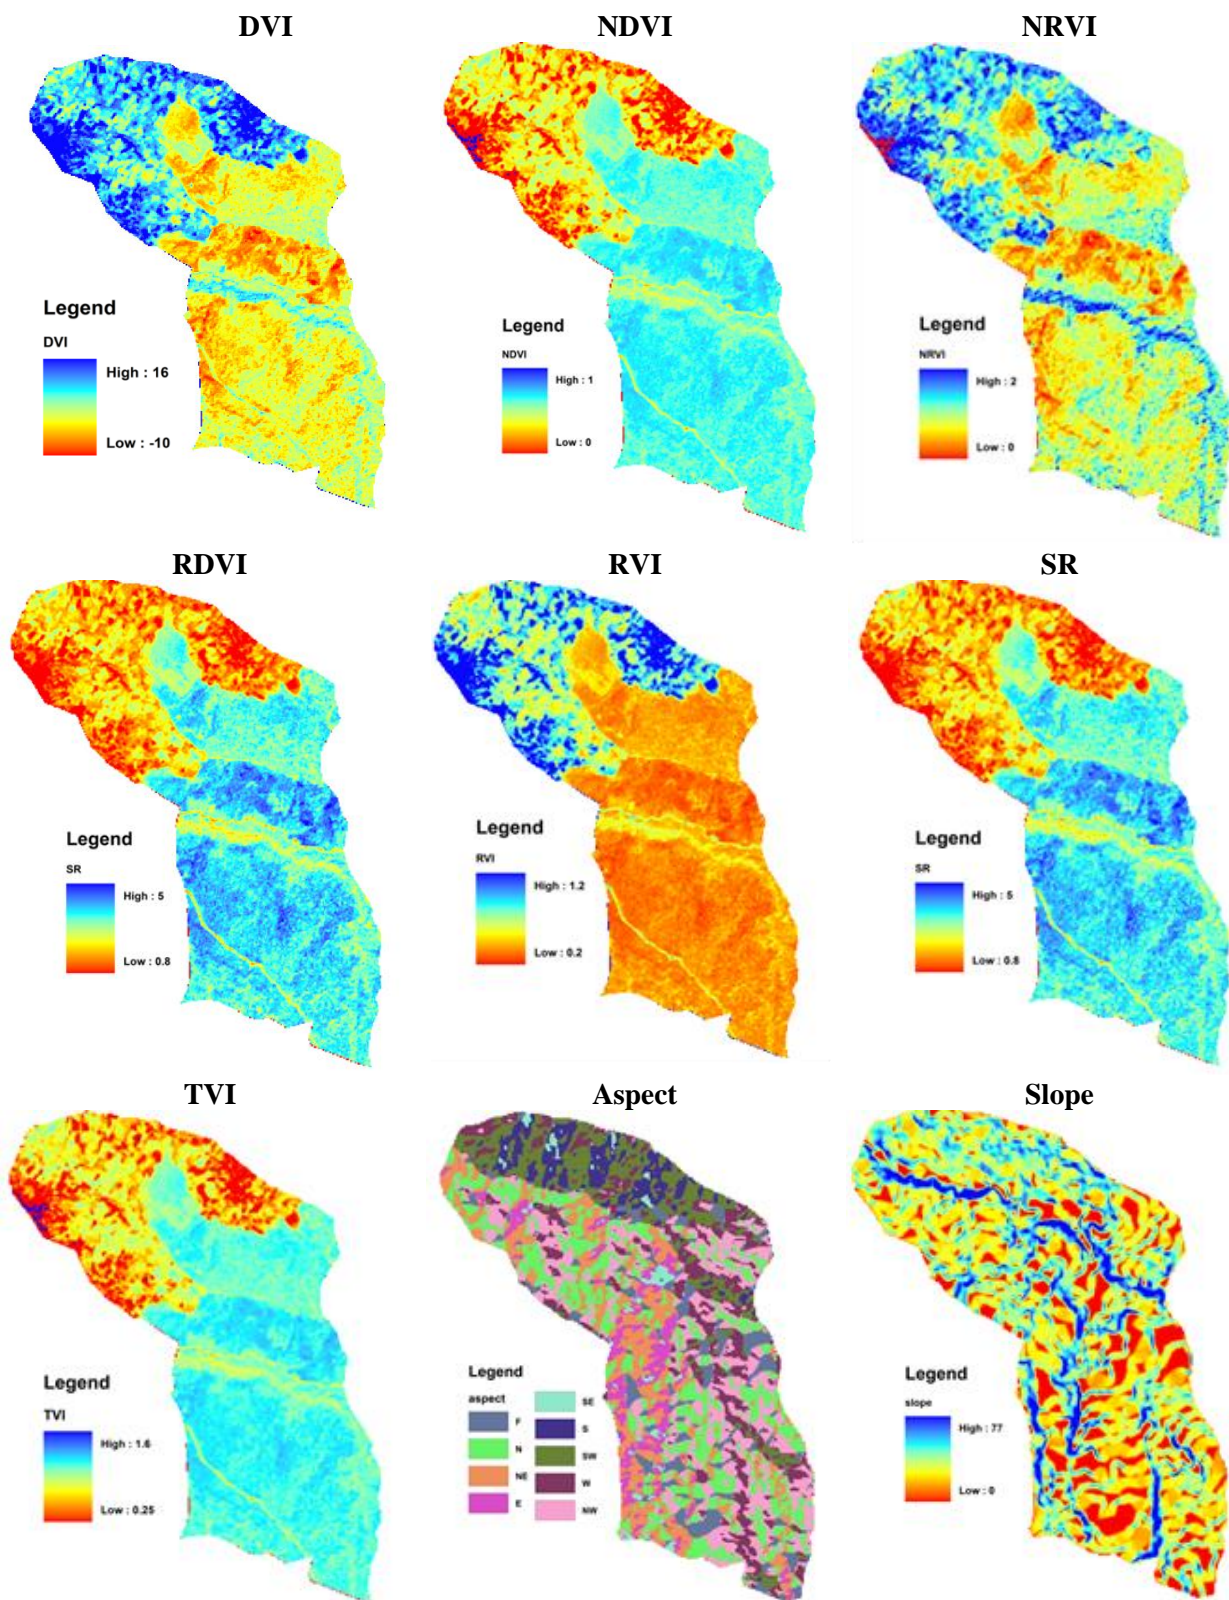 DVI NDVI NRVI
Legend
DVI
High : 16
Low : -10
Legend
NDVI
High : 1
Low : 0
Legend
NRVI
High : 2
Low : 0
RDVI RVI SR
Legend
SR
High : 5
Low : 0.8
Legend
RVI
High : 1.2
Low : 0.2
Legend
SR
High : 5
Low : 0.8
TVI Aspect Slope
Legend
TVI
High : 1.6
Low : 0.25
Legend
aspect
F
N
NE
E
SE
S
SW
W
NW
Legend
slope
High : 77
Low : 0